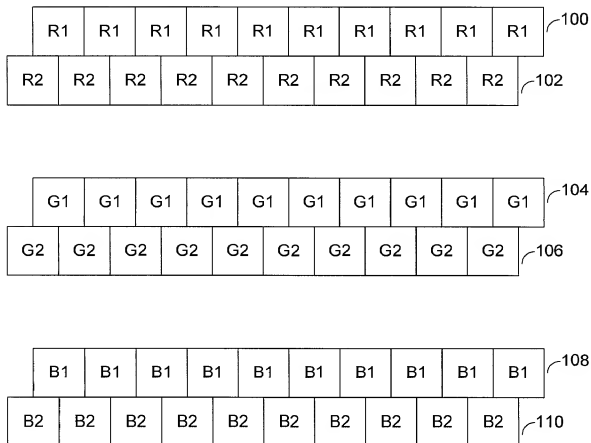 R1 R1 R1 R1 R1 R1 R1 R1 R1 R1 100
R2 R2 R2 R2 R2 R2 R2 R2 R2 R2 102
G1 G1 G1 G1 G1 G1 G1 G1 G1 G1 104
G2 G2 G2 G2 G2 G2 G2 G2 G2 G2 106
B1 B1 B1 B1 B1 B1 B1 B1 B1 B1 108
B2 B2 B2 B2 B2 B2 B2 B2 B2 B2 110